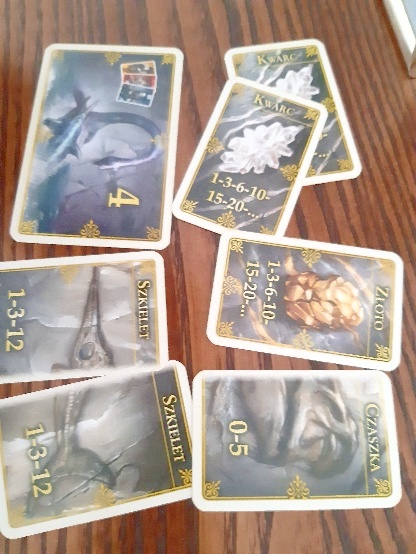 KWARC
KWARC
1-3-6-10-
15-20-...
4
ZŁOTO
1-3-6-10-
15-20-...
SZKIELET
1-3-12
SZKIELET
1-3-12
CZASZKA
0-5